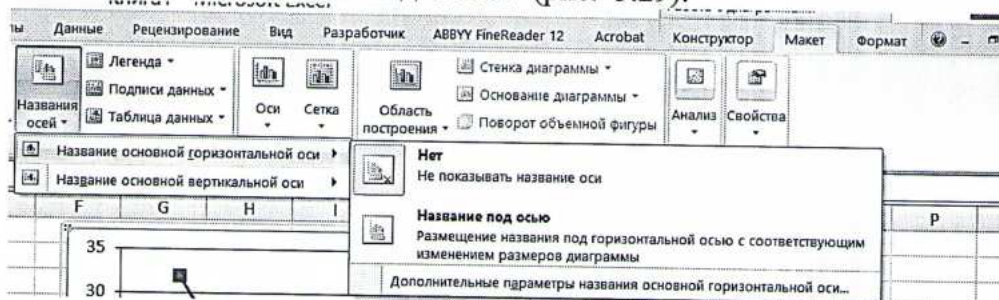 Данные Рецензирование Вид Разработчик ABBYY FineReader 12 Acrobat Конструктор Макет Формат
Названия осей
Легенда
Подписи данных
Таблица данных
Оси
Сетка
Область построения
Стенка диаграммы
Основание диаграммы
Поворот объемной фигуры
Анализ
Свойства
Название основной горизонтальной оси
Название основной вертикальной оси
Нет
Не показывать название оси
Название под осью
Размещение названия под горизонтальной осью с соответствующим
изменением размеров диаграммы
Дополнительные параметры названия основной горизонтальной оси...
F G H I P
35
30